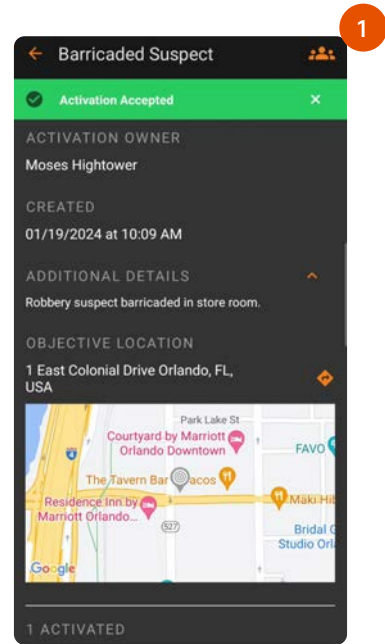 1
Barricaded Suspect
Activation Accepted
ACTIVATION OWNER
Moses Hightower
CREATED
01/19/2024 at 10:09 AM
ADDITIONAL DETAILS
Robbery suspect barricaded in store room.
OBJECTIVE LOCATION
1 East Colonial Drive Orlando, FL,
USA
Park Lake St
Courtyard by Marriott
Orlando Downtown
FAVO
4
The Tavern Bar
acos
Residence Inn by
Marriott Orlando...
Maki Hi
527
Bridal
Studio Orl
Google
1 ACTIVATED